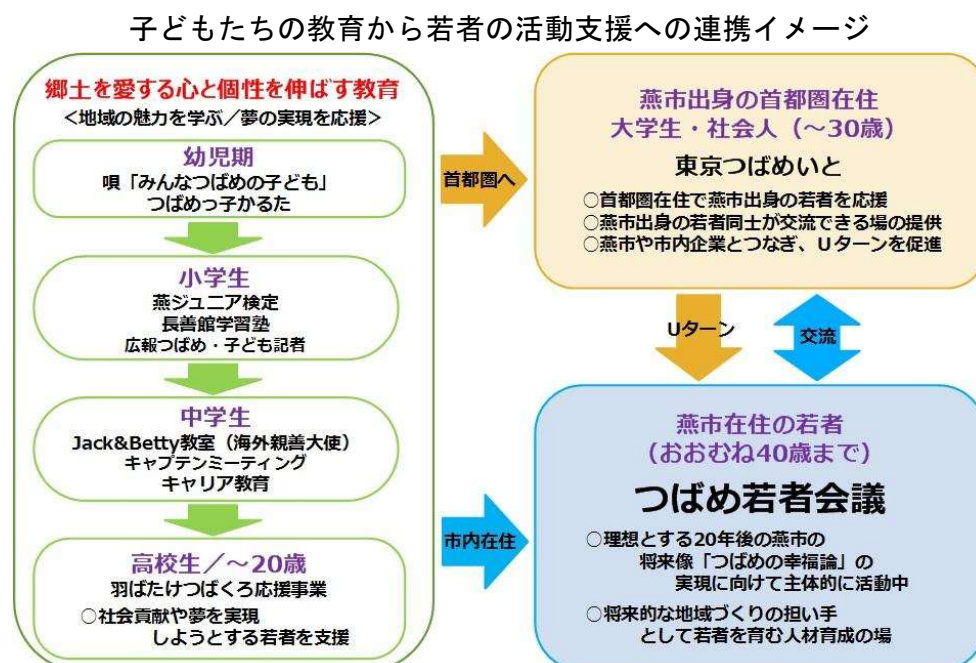 子どもたちの教育から若者の活動支援への連携イメージ
郷土を愛する心と個性を伸ばす教育
＜地域の魅力を学ぶ／夢の実現を応援＞
幼児期
唄「みんなつばめの子ども」
つばめっ子かるた
小学生
燕ジュニア検定
長善館学習塾
広報つばめ・子ども記者
中学生
Jack&Betty教室（海外親善大使）
キャプテンミーティング
キャリア教育
高校生／～20歳
羽ばたけつばくろ応援事業
○社会貢献や夢を実現
しようとする若者を支援
首都圏へ
市内在住
燕市出身の首都圏在住
大学生・社会人（～30歳）
東京つばめいと
○首都圏在住で燕市出身の若者を応援
○燕市出身の若者同士が交流できる場の提供
○燕市や市内企業とつなぎ、Uターンを促進
Uターン
交流
燕市在住の若者
（おおむね40歳まで）
つばめ若者会議
○理想とする20年後の燕市の
将来像「つばめの幸福論」の
実現に向けて主体的に活動中
○将来的な地域づくりの担い手
として若者を育む人材育成の場